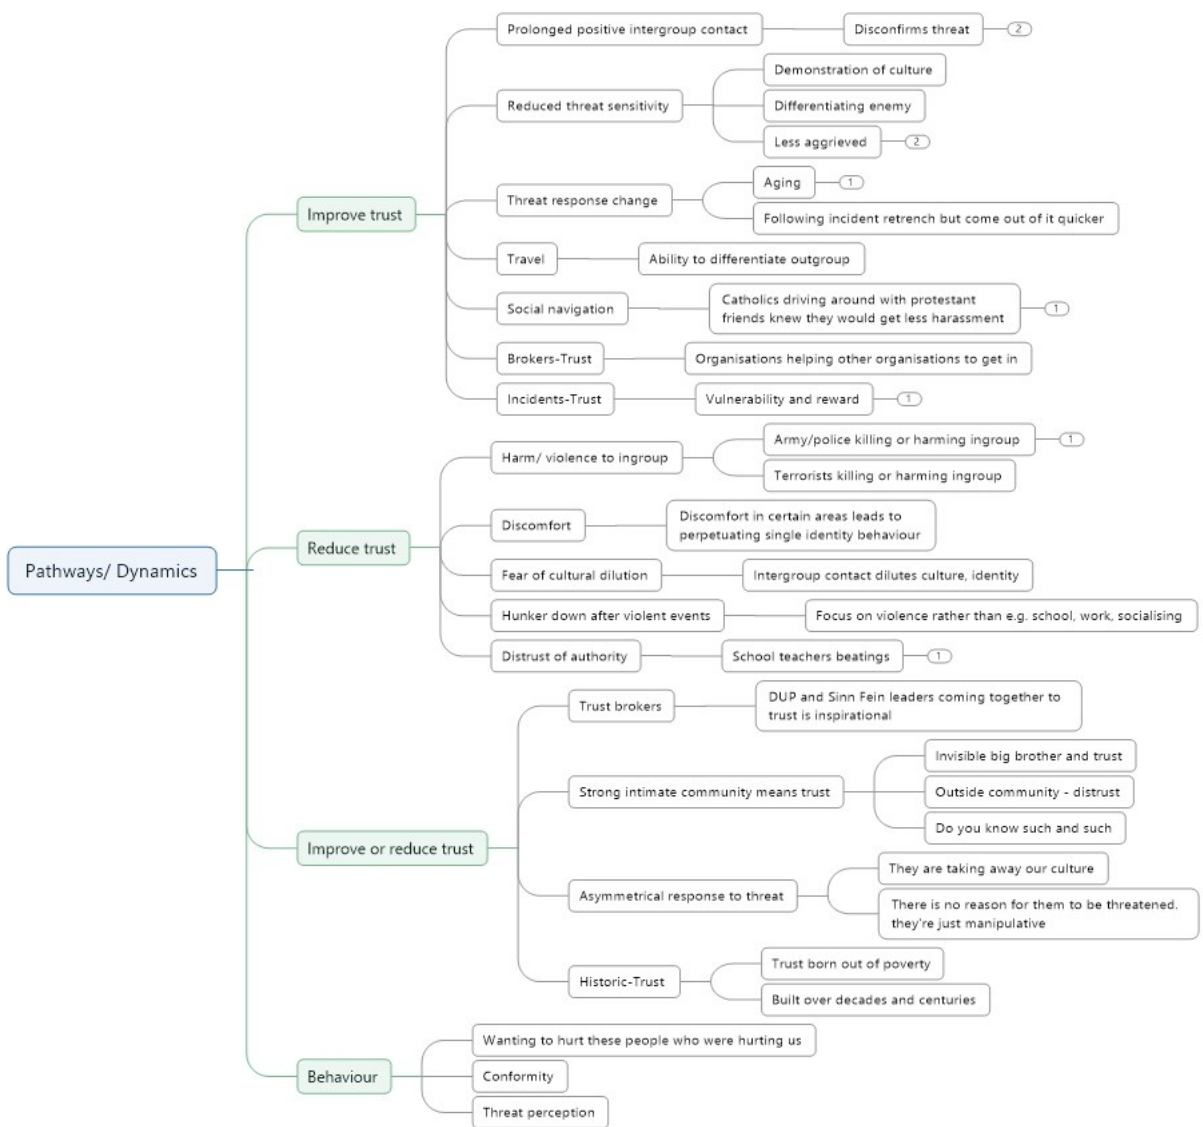 Prolonged positive intergroup contact
Disconfirms threat
2
Demonstration of culture
Reduced threat sensitivity
Differentiating enemy
Less aggrieved
2
Improve trust
Threat response change
Aging
1
Following incident retrench but come out of it quicker
Travel
Ability to differentiate outgroup
Social navigation
Catholics driving around with protestant
friends knew they would get less harassment
1
Brokers-Trust
Organisations helping other organisations to get in
Incidents-Trust
Vulnerability and reward
1
Harm/ violence to ingroup
Army/police killing or harming ingroup
1
Terrorists killing or harming ingroup
Pathways/ Dynamics
Reduce trust
Discomfort
Discomfort in certain areas leads to
perpetuating single identity behaviour
Fear of cultural dilution
Intergroup contact dilutes culture, identity
Hunker down after violent events
Focus on violence rather than e.g. school, work, socialising
Distrust of authority
School teachers beatings
1
Trust brokers
DUP and Sinn Fein leaders coming together to
trust is inspirational
Improve or reduce trust
Strong intimate community means trust
Invisible big brother and trust
Outside community - distrust
Do you know such and such
Asymmetrical response to threat
They are taking away our culture
There is no reason for them to be threatened.
they're just manipulative
Historic-Trust
Trust born out of poverty
Built over decades and centuries
Behaviour
Wanting to hurt these people who were hurting us
Conformity
Threat perception